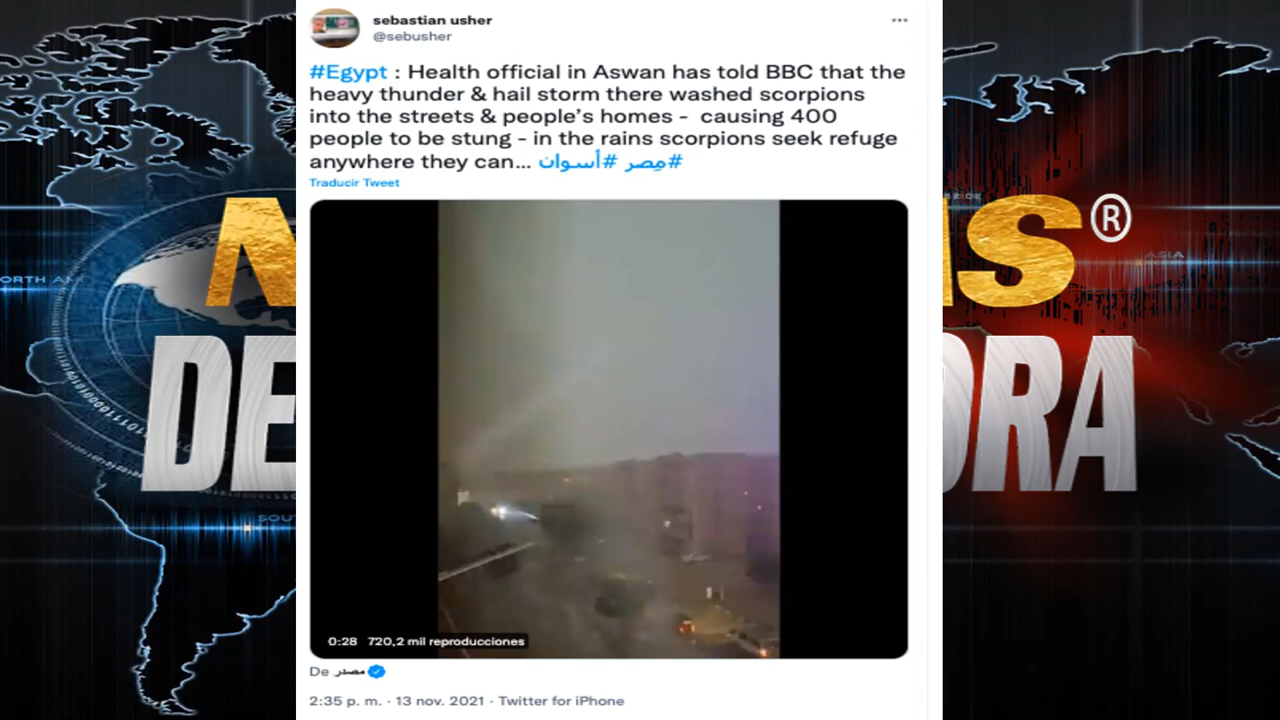 sebastian usher
@sebusher
#Egypt : Health official in Aswan has told BBC that the
heavy thunder & hail storm there washed scorpions
into the streets & people's homes - causing 400
people to be stung - in the rains scorpions seek refuge
anywhere they can... #مِصر #أسوان
Traducir Tweet
0:28 720,2 mil reproducciones
De مصر
2:35 p. m. · 13 nov. 2021 · Twitter for iPhone
N
AS®
DE
ORA
ASIA